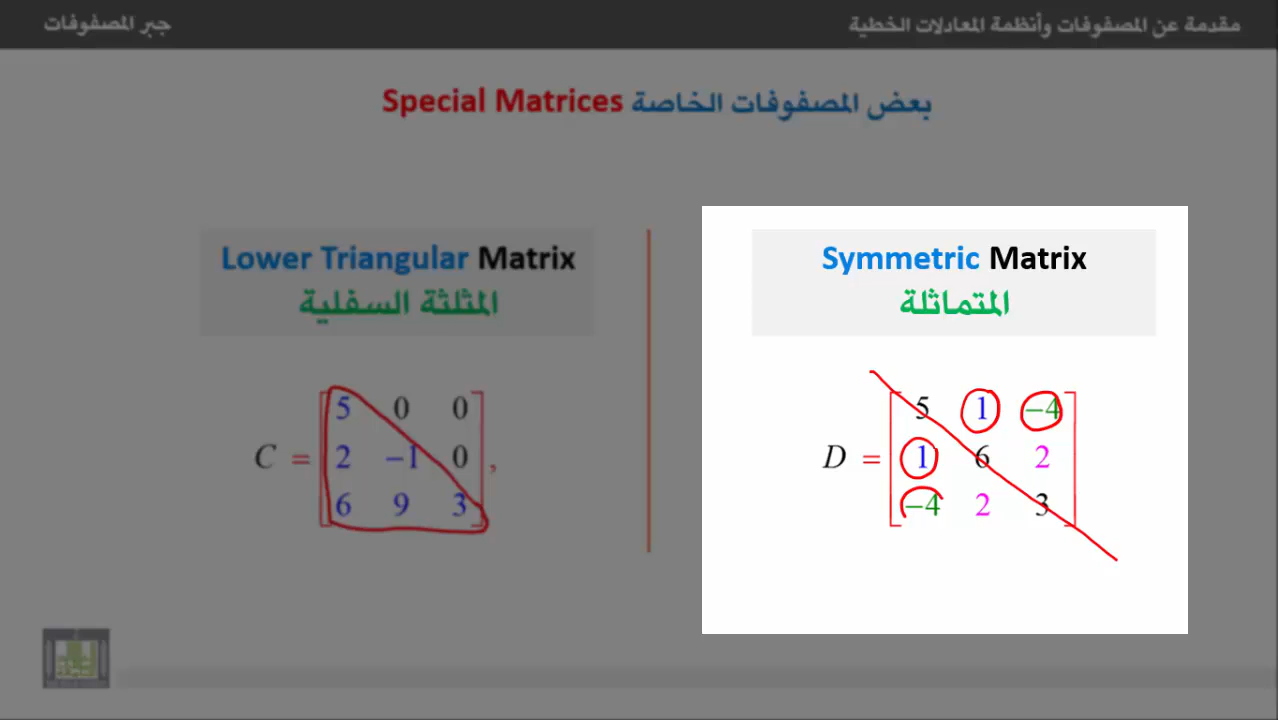 مقدمة عن المصفوفات وأنظمة المعادلات الخطية
جبر المصفوفات
بعض المصفوفات الخاصة Special Matrices
Lower Triangular Matrix
المثلثة السفلية
C = [5 0 0
2 −1 0
6 9 3],
Symmetric Matrix
المتماثلة
D = [5 1 −4
1 6 2
−4 2 3]